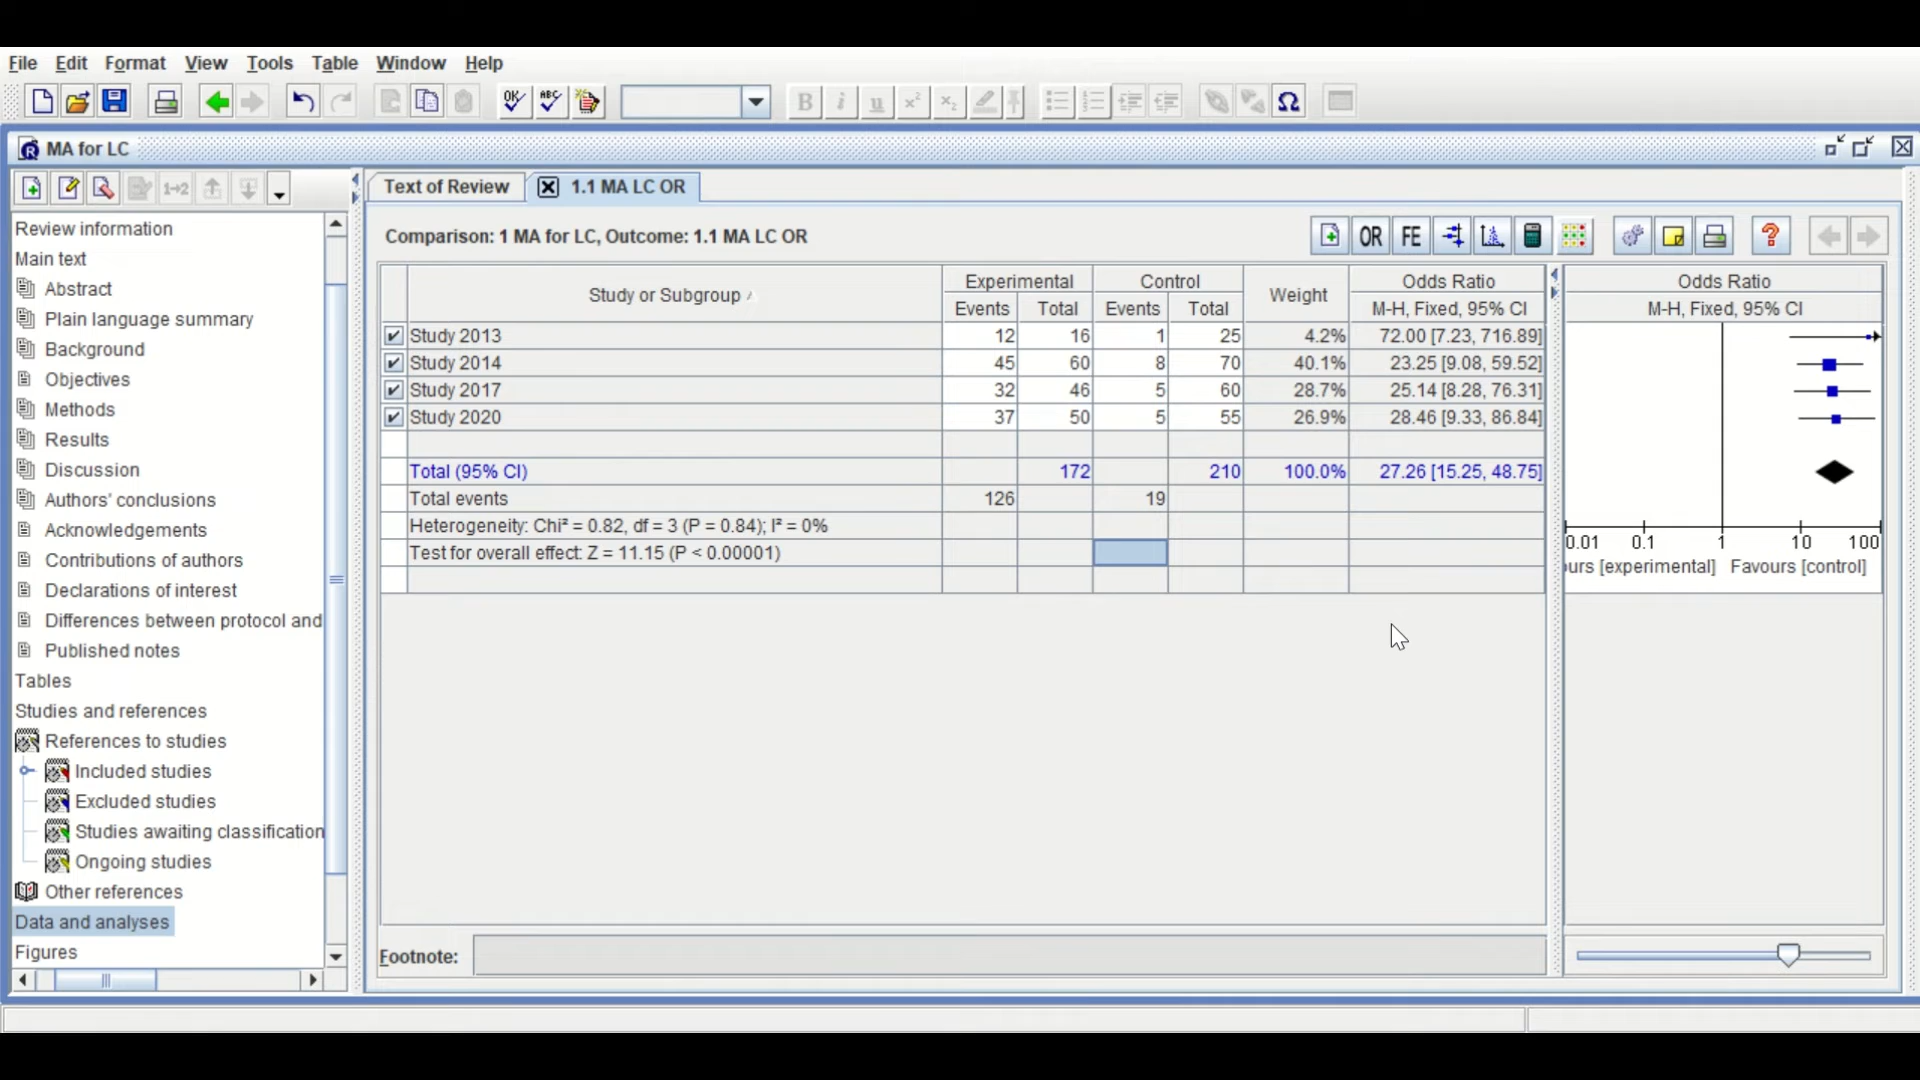 File Edit Format View Tools Table Window Help
OK ABC B i u x² x₂ Ω
MA for LC
1→2
Text of Review 1.1 MA LC OR
Review information
Main text
Abstract
Plain language summary
Background
Objectives
Methods
Results
Discussion
Authors' conclusions
Acknowledgements
Contributions of authors
Declarations of interest
Differences between protocol and
Published notes
Tables
Studies and references
References to studies
Included studies
Excluded studies
Studies awaiting classification
Ongoing studies
Other references
Data and analyses
Figures
Comparison: 1 MA for LC, Outcome: 1.1 MA LC OR
OR FE ?
Study or Subgroup Experimental Control Weight Odds Ratio
Events Total Events Total M-H, Fixed, 95% CI
Study 2013 12 16 1 25 4.2% 72.00 [7.23, 716.89]
Study 2014 45 60 8 70 40.1% 23.25 [9.08, 59.52]
Study 2017 32 46 5 60 28.7% 25.14 [8.28, 76.31]
Study 2020 37 50 5 55 26.9% 28.46 [9.33, 86.84]
Total (95% CI) 172 210 100.0% 27.26 [15.25, 48.75]
Total events 126 19
Heterogeneity: Chi² = 0.82, df = 3 (P = 0.84); I² = 0%
Test for overall effect: Z = 11.15 (P < 0.00001)
Odds Ratio
M-H, Fixed, 95% CI
0.01 0.1 1 10 100
urs [experimental] Favours [control]
Footnote: